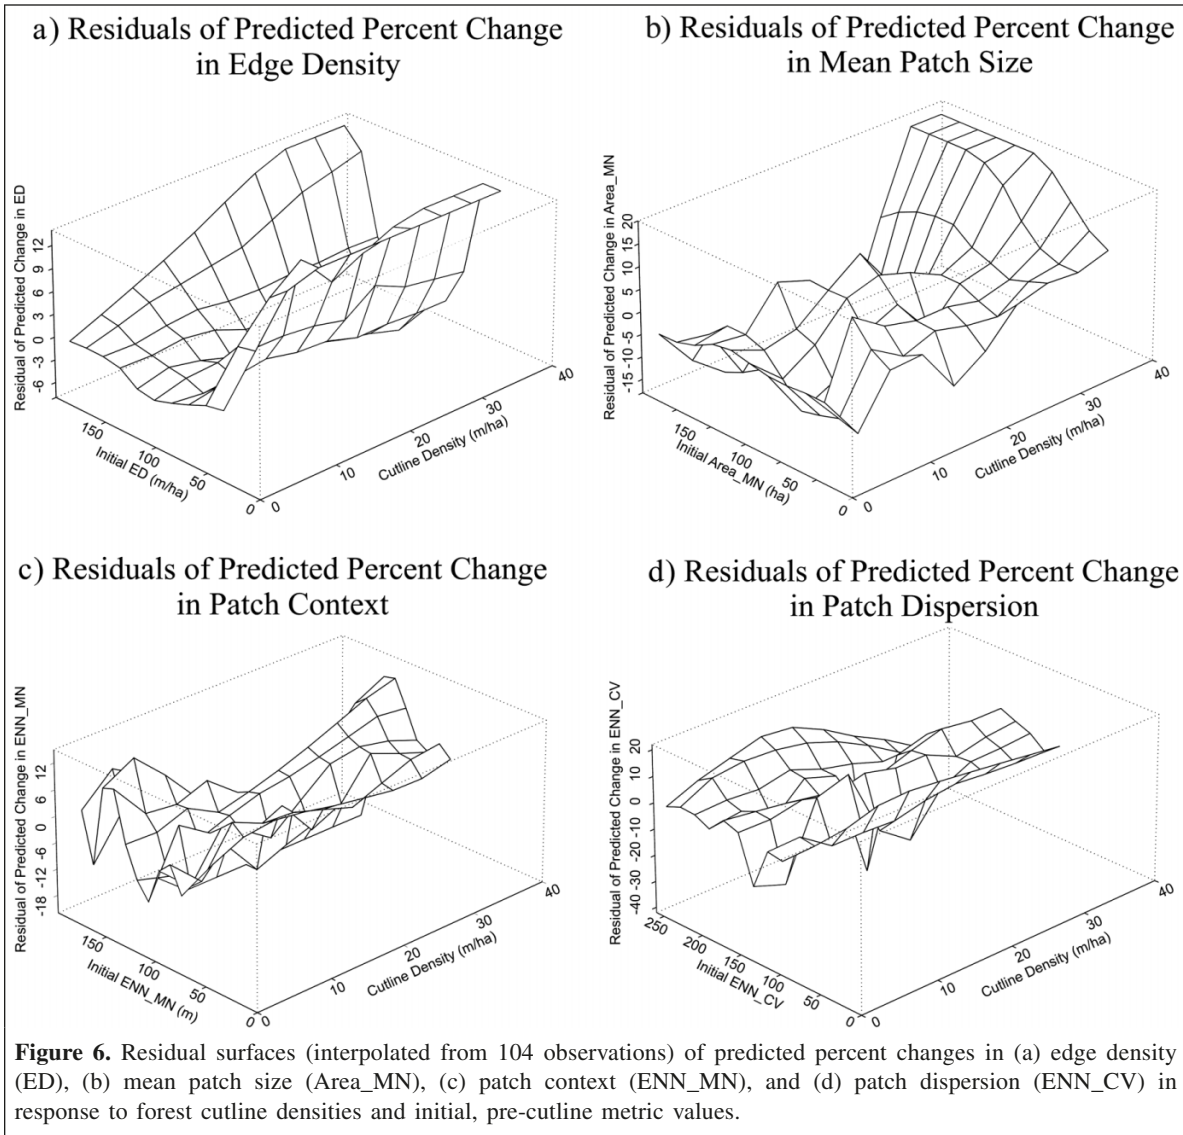 a) Residuals of Predicted Percent Change
in Edge Density
Residual of Predicted Change in ED
12
9
6
3
0
-3
-6
150
100
50
0
Initial ED (m/ha)
0
10
20
30
40
Cutline Density (m/ha)
b) Residuals of Predicted Percent Change
in Mean Patch Size
Residual of Predicted Change in Area_MN
20
15
10
5
0
-5
-10
-15
150
100
50
0
Initial Area_MN (ha)
0
10
20
30
40
Cutline Density (m/ha)
c) Residuals of Predicted Percent Change
in Patch Context
Residual of Predicted Change in ENN_MN
12
6
0
-6
-12
-18
150
100
50
0
Initial ENN_MN (m)
0
10
20
30
40
Cutline Density (m/ha)
d) Residuals of Predicted Percent Change
in Patch Dispersion
Residual of Predicted Change in ENN_CV
20
10
0
-10
-20
-30
-40
250
200
150
100
50
0
Initial ENN_CV
0
10
20
30
40
Cutline Density (m/ha)
Figure 6. Residual surfaces (interpolated from 104 observations) of predicted percent changes in (a) edge density
(ED), (b) mean patch size (Area_MN), (c) patch context (ENN_MN), and (d) patch dispersion (ENN_CV) in
response to forest cutline densities and initial, pre-cutline metric values.